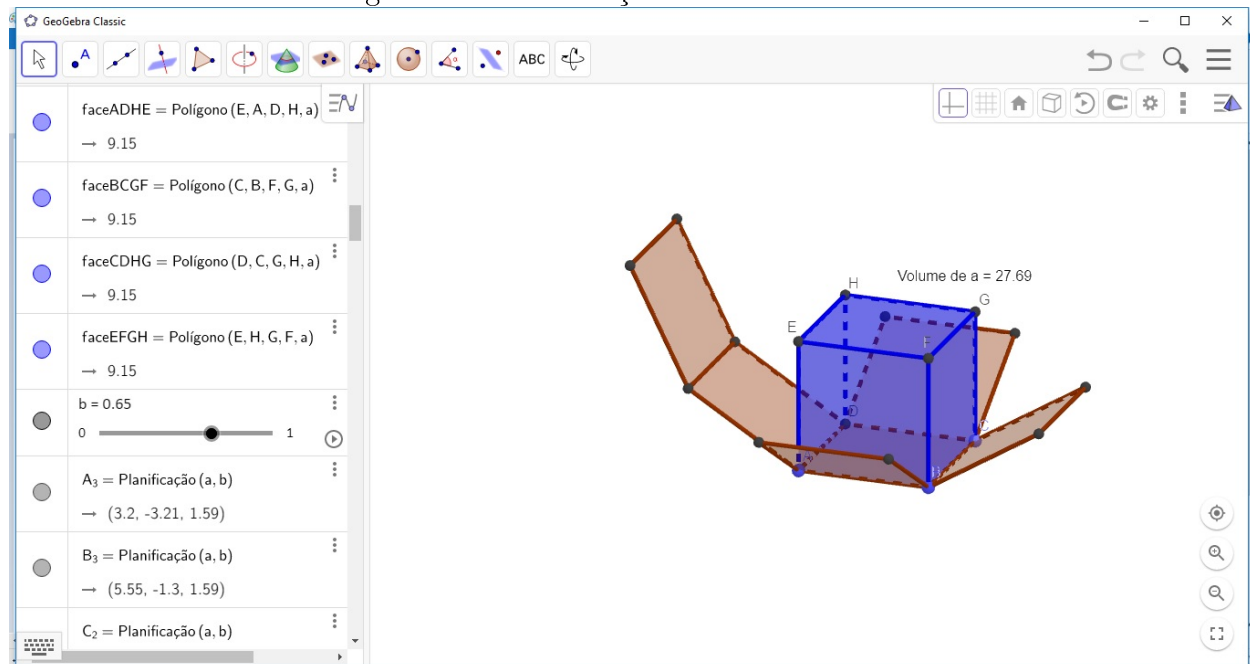 GeoGebra Classic
ABC
faceADHE = Polígono (E, A, D, H, a)
→ 9.15
faceBCGF = Polígono (C, B, F, G, a)
→ 9.15
faceCDHG = Polígono (D, C, G, H, a)
→ 9.15
faceEFGH = Polígono (E, H, G, F, a)
→ 9.15
b = 0.65
0 1
A₃ = Planificação (a, b)
→ (3.2, -3.21, 1.59)
B₃ = Planificação (a, b)
→ (5.55, -1.3, 1.59)
C₂ = Planificação (a, b)
Volume de a = 27.69
H
G
E
F
D
C
A
B